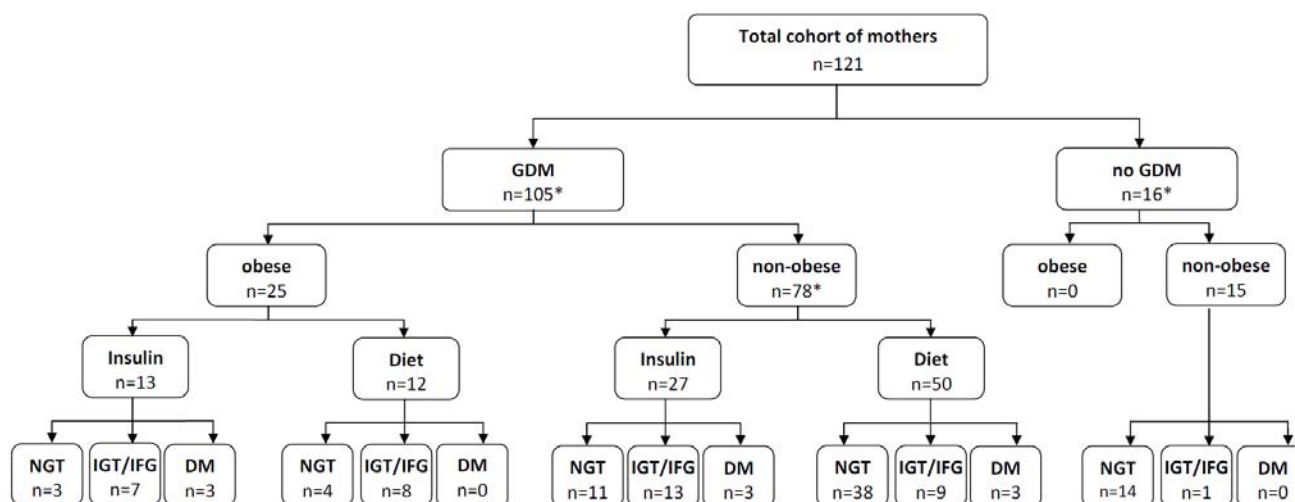 Total cohort of mothers
n=121
GDM
n=105*
no GDM
n=16*
obese
n=25
non-obese
n=78*
obese
n=0
non-obese
n=15
Insulin
n=13
Diet
n=12
Insulin
n=27
Diet
n=50
NGT
n=3
IGT/IFG
n=7
DM
n=3
NGT
n=4
IGT/IFG
n=8
DM
n=0
NGT
n=11
IGT/IFG
n=13
DM
n=3
NGT
n=38
IGT/IFG
n=9
DM
n=3
NGT
n=14
IGT/IFG
n=1
DM
n=0